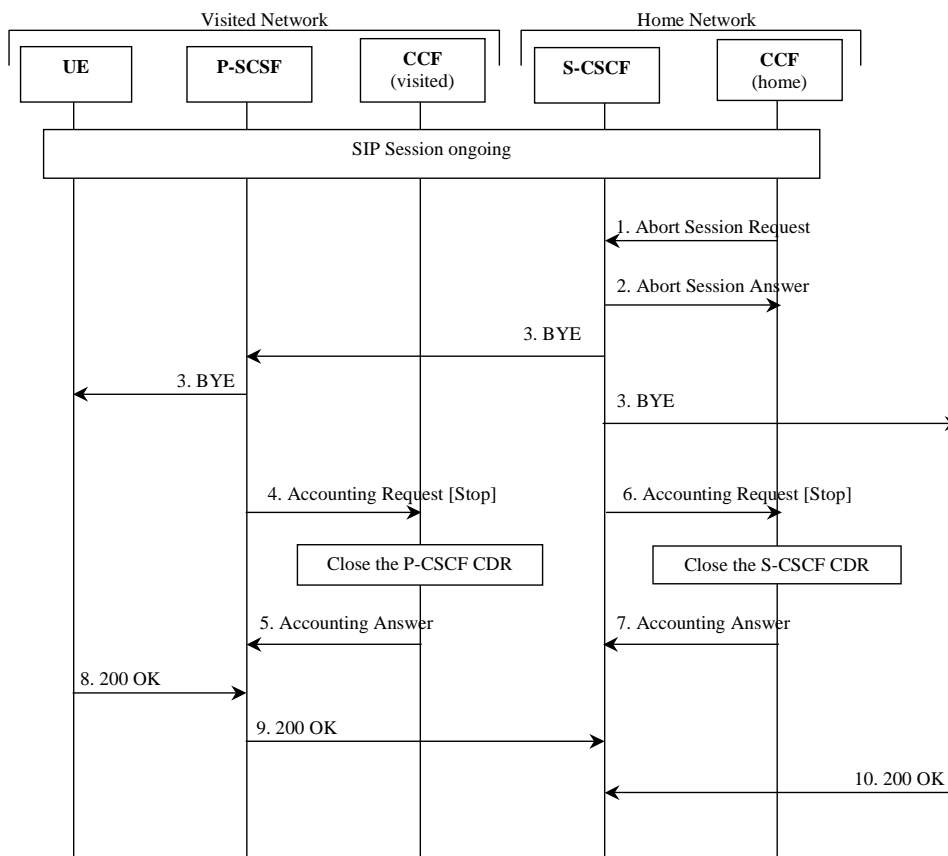 Visited Network
Home Network
UE
P-SCSF
CCF
(visited)
S-CSCF
CCF
(home)
SIP Session ongoing
1. Abort Session Request
2. Abort Session Answer
3. BYE
3. BYE
3. BYE
4. Accounting Request [Stop]
6. Accounting Request [Stop]
Close the P-CSCF CDR
Close the S-CSCF CDR
5. Accounting Answer
7. Accounting Answer
8. 200 OK
9. 200 OK
10. 200 OK